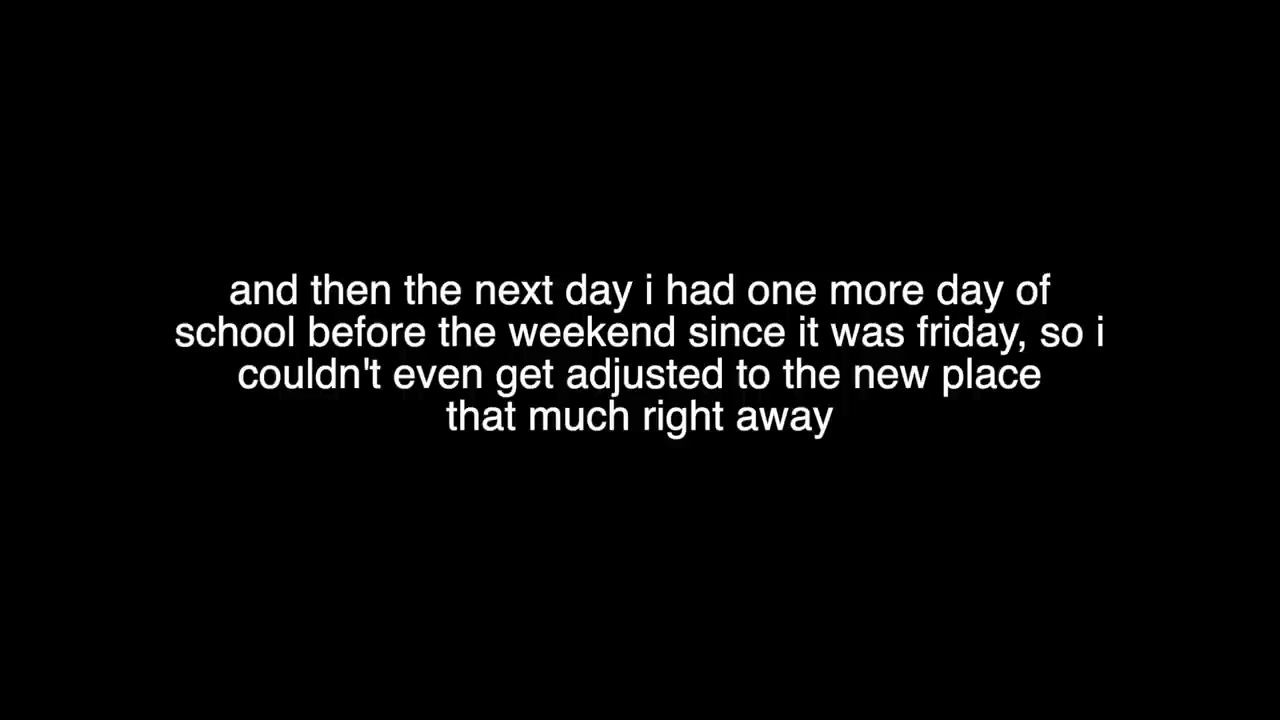 and then the next day i had one more day of
school before the weekend since it was friday, so i
couldn't even get adjusted to the new place
that much right away